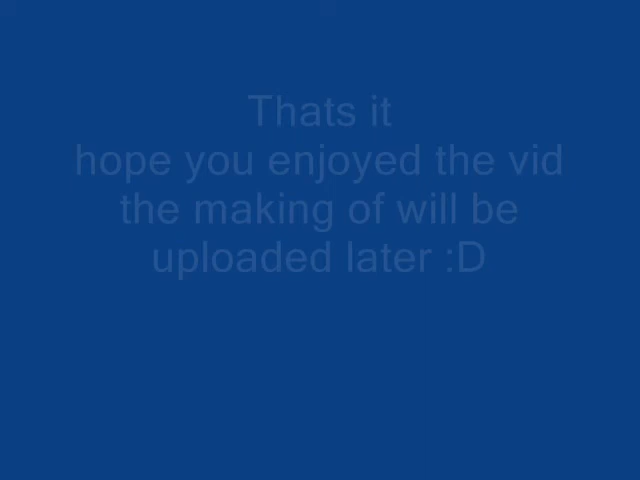 Thats it
hope you enjoyed the vid
the making of will be
uploaded later :D